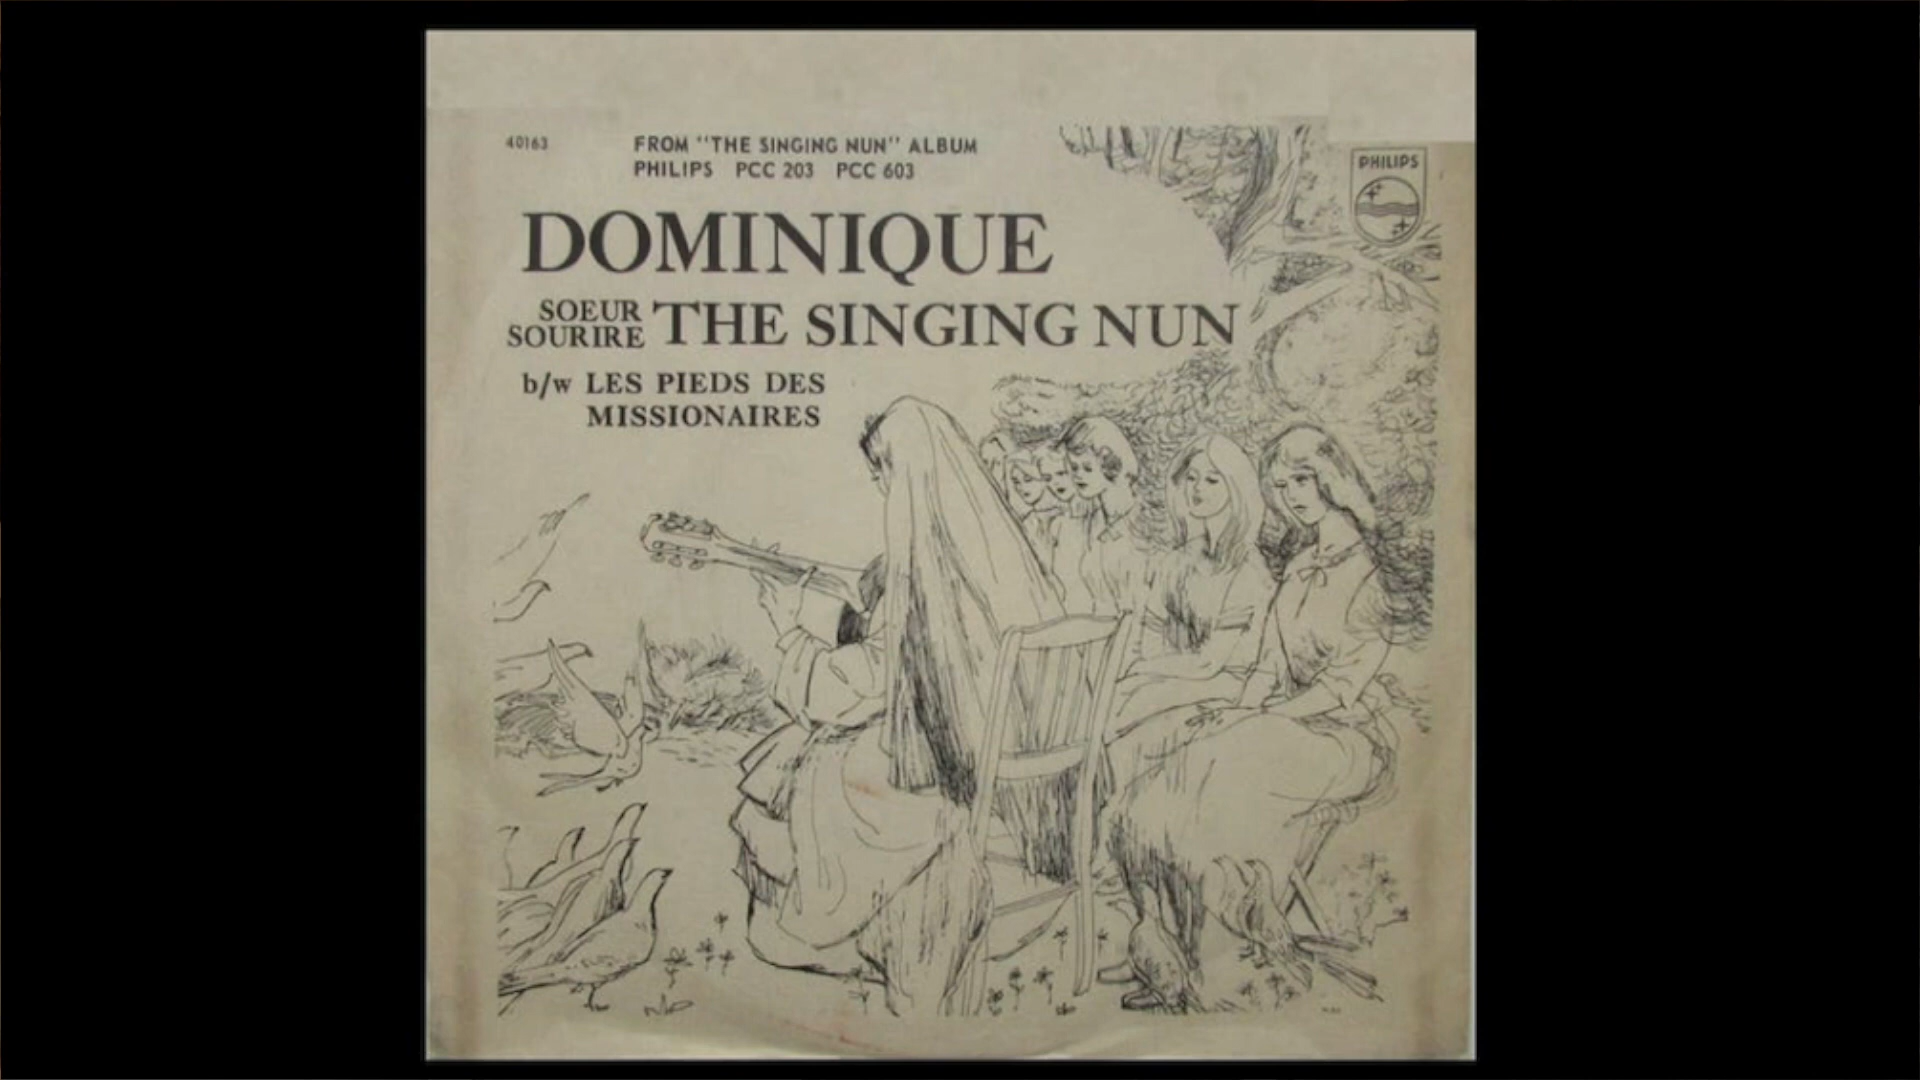 40163
FROM "THE SINGING NUN" ALBUM
PHILIPS PCC 203 PCC 603
PHILIPS
DOMINIQUE
SOEUR SOURIRE THE SINGING NUN
b/w LES PIEDS DES
MISSIONAIRES